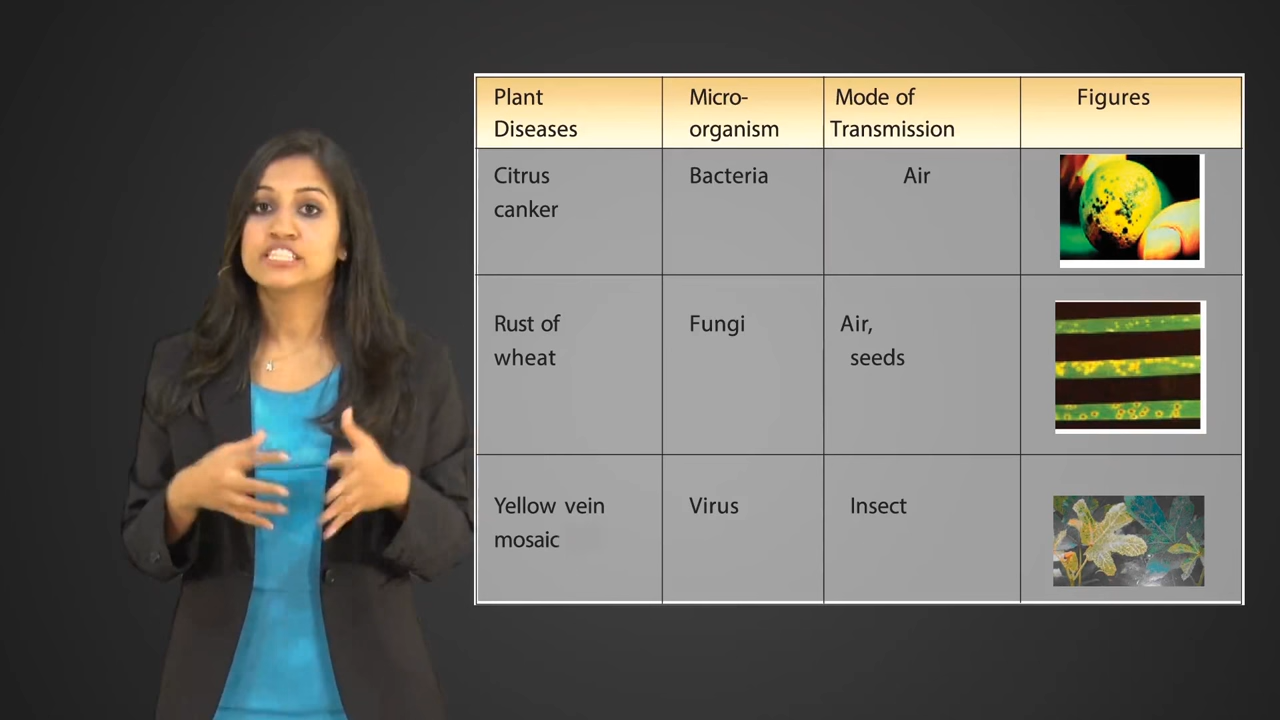 Plant
Diseases
Micro-
organism
Mode of
Transmission
Figures
Citrus
canker
Bacteria
Air
Rust of
wheat
Fungi
Air,
seeds
Yellow vein
mosaic
Virus
Insect